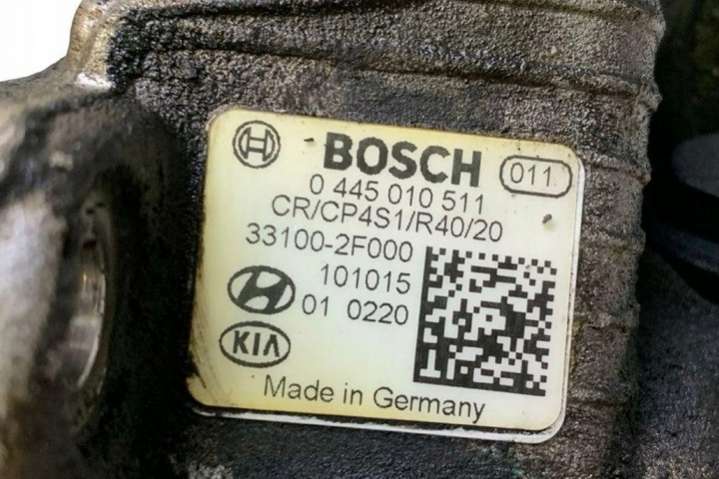 BOSCH 011
0 445 010 511
CR/CP4S1/R40/20
33100-2F000
101015
01 0220
KIA
Made in Germany